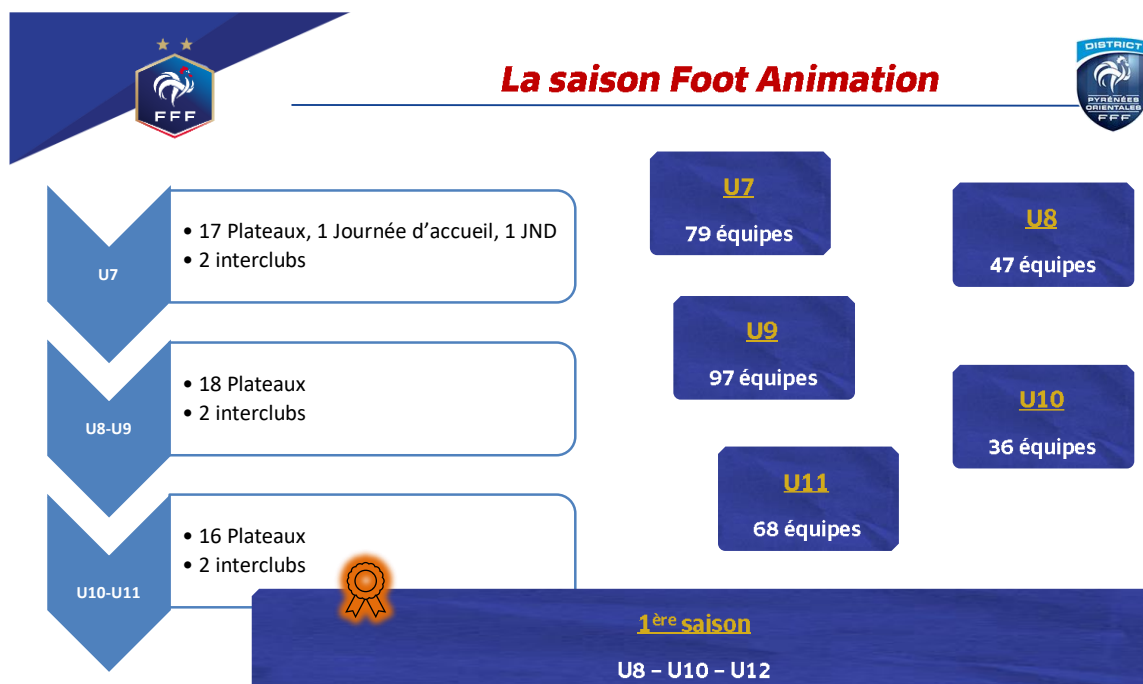 La saison Foot Animation
FFF
DISTRICT
PYRÉNÉES
ORIENTALES
FFF
U7
• 17 Plateaux, 1 Journée d'accueil, 1 JND
• 2 interclubs
U8-U9
• 18 Plateaux
• 2 interclubs
U10-U11
• 16 Plateaux
• 2 interclubs
U7
79 équipes
U8
47 équipes
U9
97 équipes
U10
36 équipes
U11
68 équipes
1ère saison
U8 – U10 – U12